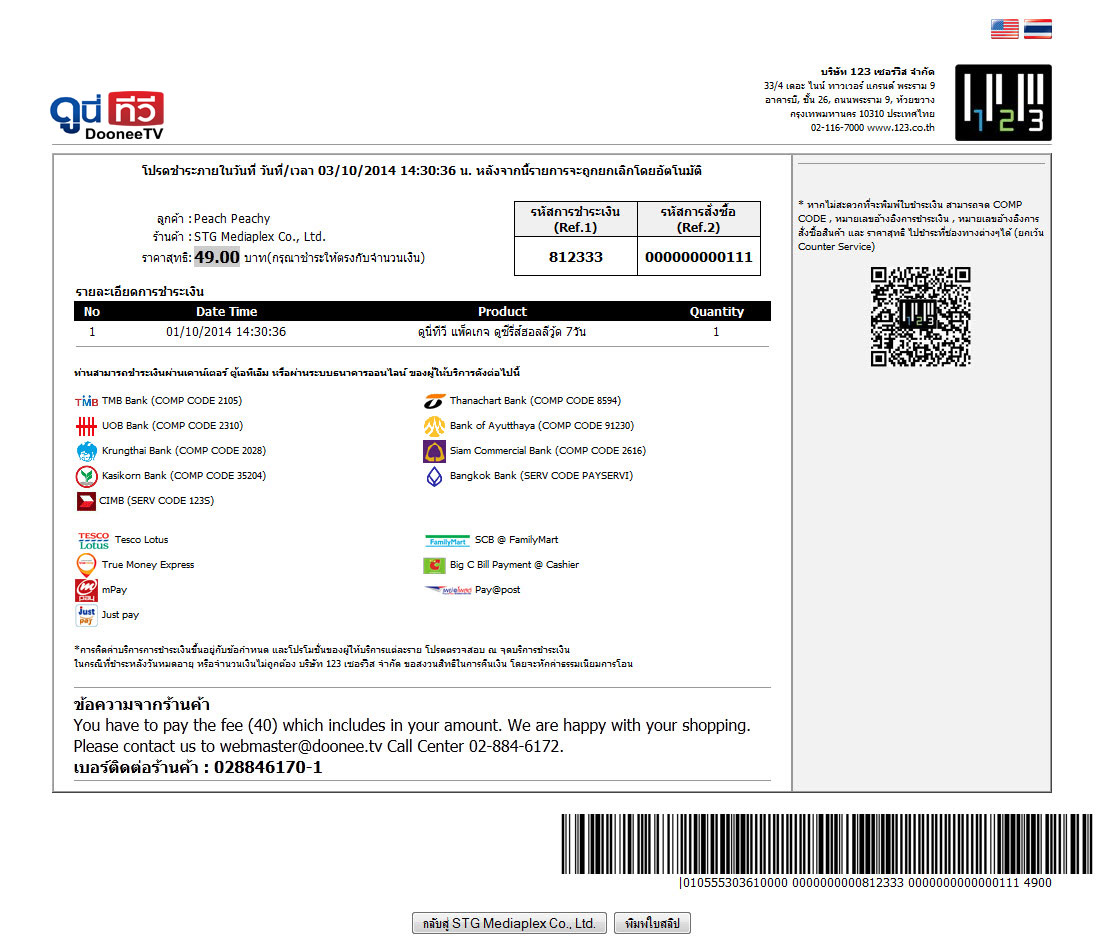 บริษัท 123 เซอร์วิส จำกัด
33/4 เดอะ ไนน์ ทาวเวอร์ แกรนด์ พระราม 9
อาคารบี, ชั้น 26, ถนนพระราม 9, ห้วยขวาง
กรุงเทพมหานคร 10310 ประเทศไทย
02-116-7000 www.123.co.th
123
ดูนี่ ทีวี
DooneeTV
โปรดชำระภายในวันที่ วันที่/เวลา 03/10/2014 14:30:36 น. หลังจากนี้รายการจะถูกยกเลิกโดยอัตโนมัติ
ลูกค้า : Peach Peachy
ร้านค้า : STG Mediaplex Co., Ltd.
ราคาสุทธิ: 49.00 บาท(กรุณาชำระให้ตรงกับจำนวนเงิน)
รหัสการชำระเงิน (Ref.1) รหัสการสั่งซื้อ (Ref.2)
812333 000000000111
* หากไม่สะดวกที่จะพิมพ์ใบชำระเงิน สามารถจด COMP
CODE , หมายเลขอ้างอิงการชำระเงิน , หมายเลขอ้างอิงการ
สั่งซื้อสินค้า และ ราคาสุทธิ ไปชำระที่ช่องทางต่างๆได้ (ยกเว้น
Counter Service)
123
รายละเอียดการชำระเงิน
No Date Time Product Quantity
1 01/10/2014 14:30:36 ดูนี่ทีวี แพ็คเกจ ดูซีรี่ส์ฮอลลีวู้ด 7วัน 1
ท่านสามารถชำระเงินผ่านเคาน์เตอร์ ตู้เอทีเอ็ม หรือผ่านระบบธนาคารออนไลน์ ของผู้ให้บริการดังต่อไปนี้
TMB TMB Bank (COMP CODE 2105) Thanachart Bank (COMP CODE 8594)
UOB Bank (COMP CODE 2310) Bank of Ayutthaya (COMP CODE 91230)
Krungthai Bank (COMP CODE 2028) Siam Commercial Bank (COMP CODE 2616)
Kasikorn Bank (COMP CODE 35204) Bangkok Bank (SERV CODE PAYSERVI)
CIMB (SERV CODE 123S)
TESCO Lotus Tesco Lotus FamilyMart SCB @ FamilyMart
True Money Express Big C Bill Payment @ Cashier
m pay mPay Pay@post
Just pay Just pay
*การคิดค่าบริการการชำระเงินขึ้นอยู่กับข้อกำหนด และโปรโมชั่นของผู้ให้บริการแต่ละราย โปรดตรวจสอบ ณ จุดบริการชำระเงิน
ในกรณีที่ชำระหลังวันหมดอายุ หรือจำนวนเงินไม่ถูกต้อง บริษัท 123 เซอร์วิส จำกัด ขอสงวนสิทธิในการคืนเงิน โดยจะหักค่าธรรมเนียมการโอน
ข้อความจากร้านค้า
You have to pay the fee (40) which includes in your amount. We are happy with your shopping.
Please contact us to webmaster@doonee.tv Call Center 02-884-6172.
เบอร์ติดต่อร้านค้า : 028846170-1
|010555303610000 0000000000812333 0000000000000111 4900
กลับสู่ STG Mediaplex Co., Ltd. พิมพ์ใบสลิป